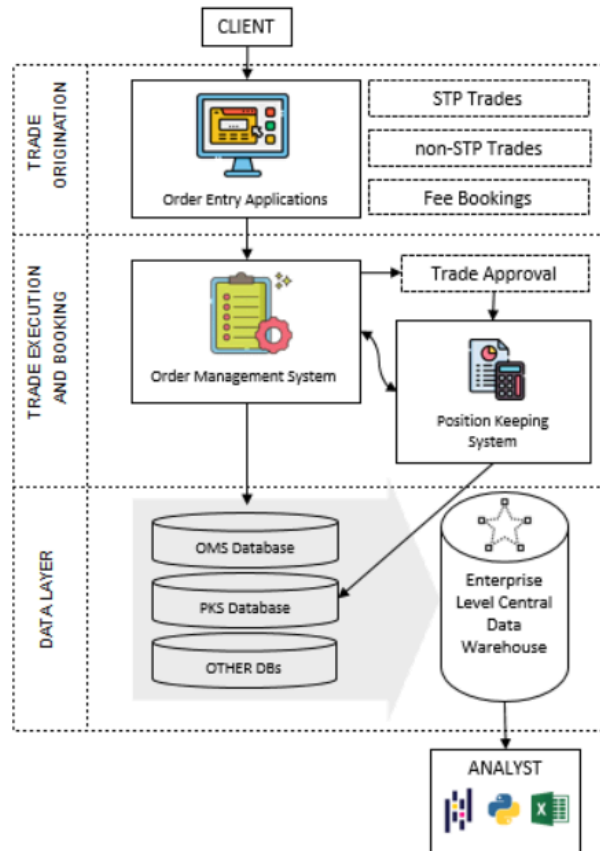 CLIENT
TRADE
ORIGINATION
Order Entry Applications
STP Trades
non-STP Trades
Fee Bookings
TRADE EXECUTION
AND BOOKING
Order Management System
Trade Approval
Position Keeping
System
DATA LAYER
OMS Database
PKS Database
OTHER DBs
Enterprise
Level Central
Data
Warehouse
ANALYST
X